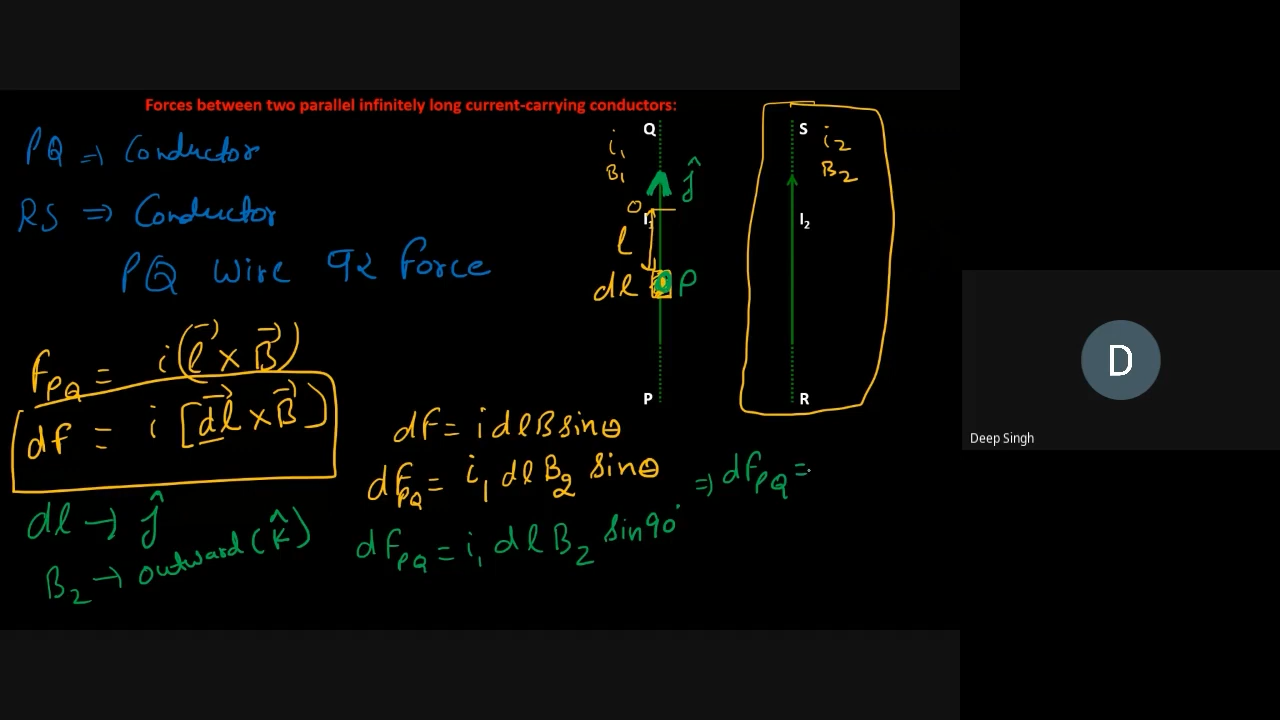 Forces between two parallel infinitely long current-carrying conductors:
PQ => Conductor
RS => Conductor
PQ wire 92 force
F_PQ = i(l⃗ × B⃗)
df = i [d⃗l × B⃗]
dl → ĵ
B₂ → outward (k̂)
dF = i dl B sinθ
dF_PQ = i₁ dl B₂ sinθ
dF_PQ = i₁ dl B₂ sin90°
=> dF_PQ =
Q
i₁
B₁
ĵ
O
I₁
l
dl
P
P
S
i₂
B₂
I₂
R
D
Deep Singh